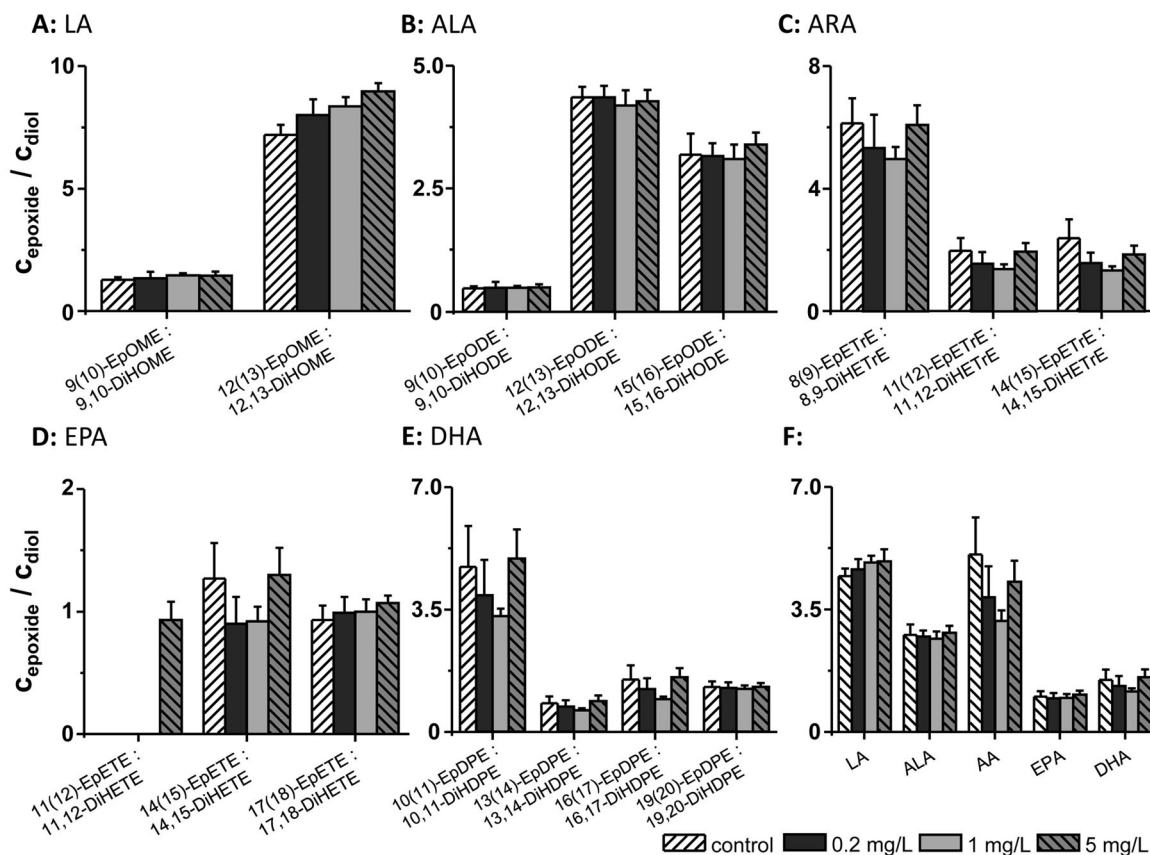 A: LA
B: ALA
C: ARA
c_epoxide / c_diol
10
5
0
9(10)-EpOME :
9,10-DiHOME
12(13)-EpOME :
12,13-DiHOME
5.0
2.5
0
9(10)-EpODE :
9,10-DiHODE
12(13)-EpODE :
12,13-DiHODE
15(16)-EpODE :
15,16-DiHODE
8
4
0
8(9)-EpETrE :
8,9-DiHETrE
11(12)-EpETrE :
11,12-DiHETrE
14(15)-EpETrE :
14,15-DiHETrE
D: EPA
E: DHA
F:
c_epoxide / c_diol
2
1
0
11(12)-EpETE :
11,12-DiHETE
14(15)-EpETE :
14,15-DiHETE
17(18)-EpETE :
17,18-DiHETE
7.0
3.5
0
10(11)-EpDPE :
10,11-DiHDPE
13(14)-EpDPE :
13,14-DiHDPE
16(17)-EpDPE :
16,17-DiHDPE
19(20)-EpDPE :
19,20-DiHDPE
7.0
3.5
0
LA
ALA
AA
EPA
DHA
control 0.2 mg/L 1 mg/L 5 mg/L